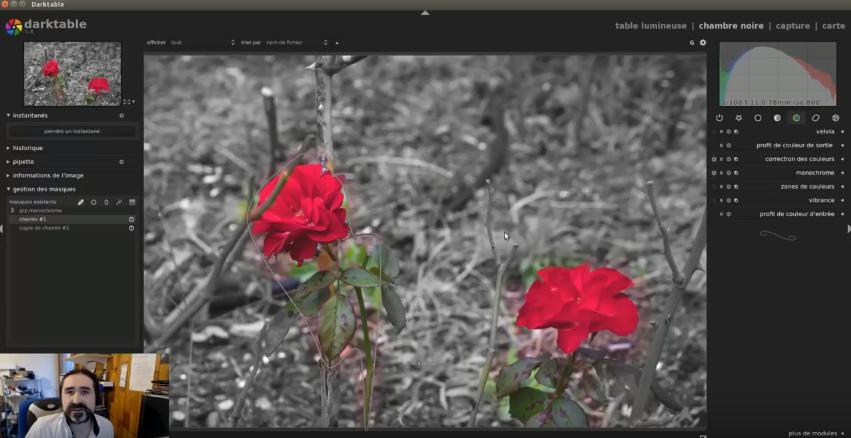 Darktable
darktable
table lumineuse | chambre noire | capture | carte
afficher tout trier par nom de fichier
G
instantanés
prendre un instantané
historique
pipette
informations de l'image
gestion des masques
masques existants
grp monochrome
chemin #1
copie de chemin #1
1/100 f/11,0 78mm iso 800
velvia
profil de couleur de sortie
correction des couleurs
monochrome
zones de couleurs
vibrance
profil de couleur d'entrée
plus de modules